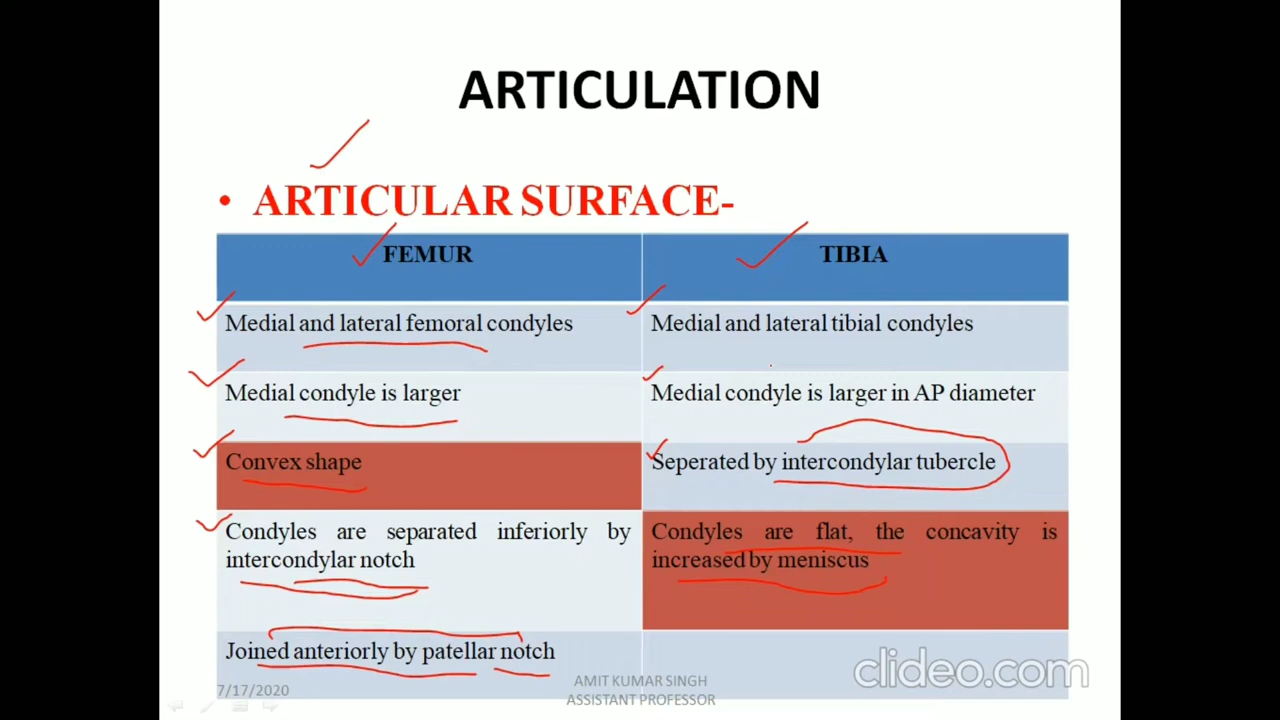 ARTICULATION
• ARTICULAR SURFACE-
FEMUR
TIBIA
Medial and lateral femoral condyles
Medial and lateral tibial condyles
Medial condyle is larger
Medial condyle is larger in AP diameter
Convex shape
Seperated by intercondylar tubercle
Condyles are separated inferiorly by
intercondylar notch
Condyles are flat, the concavity is
increased by meniscus
Joined anteriorly by patellar notch
7/17/2020
AMIT KUMAR SINGH
ASSISTANT PROFESSOR
clideo.com